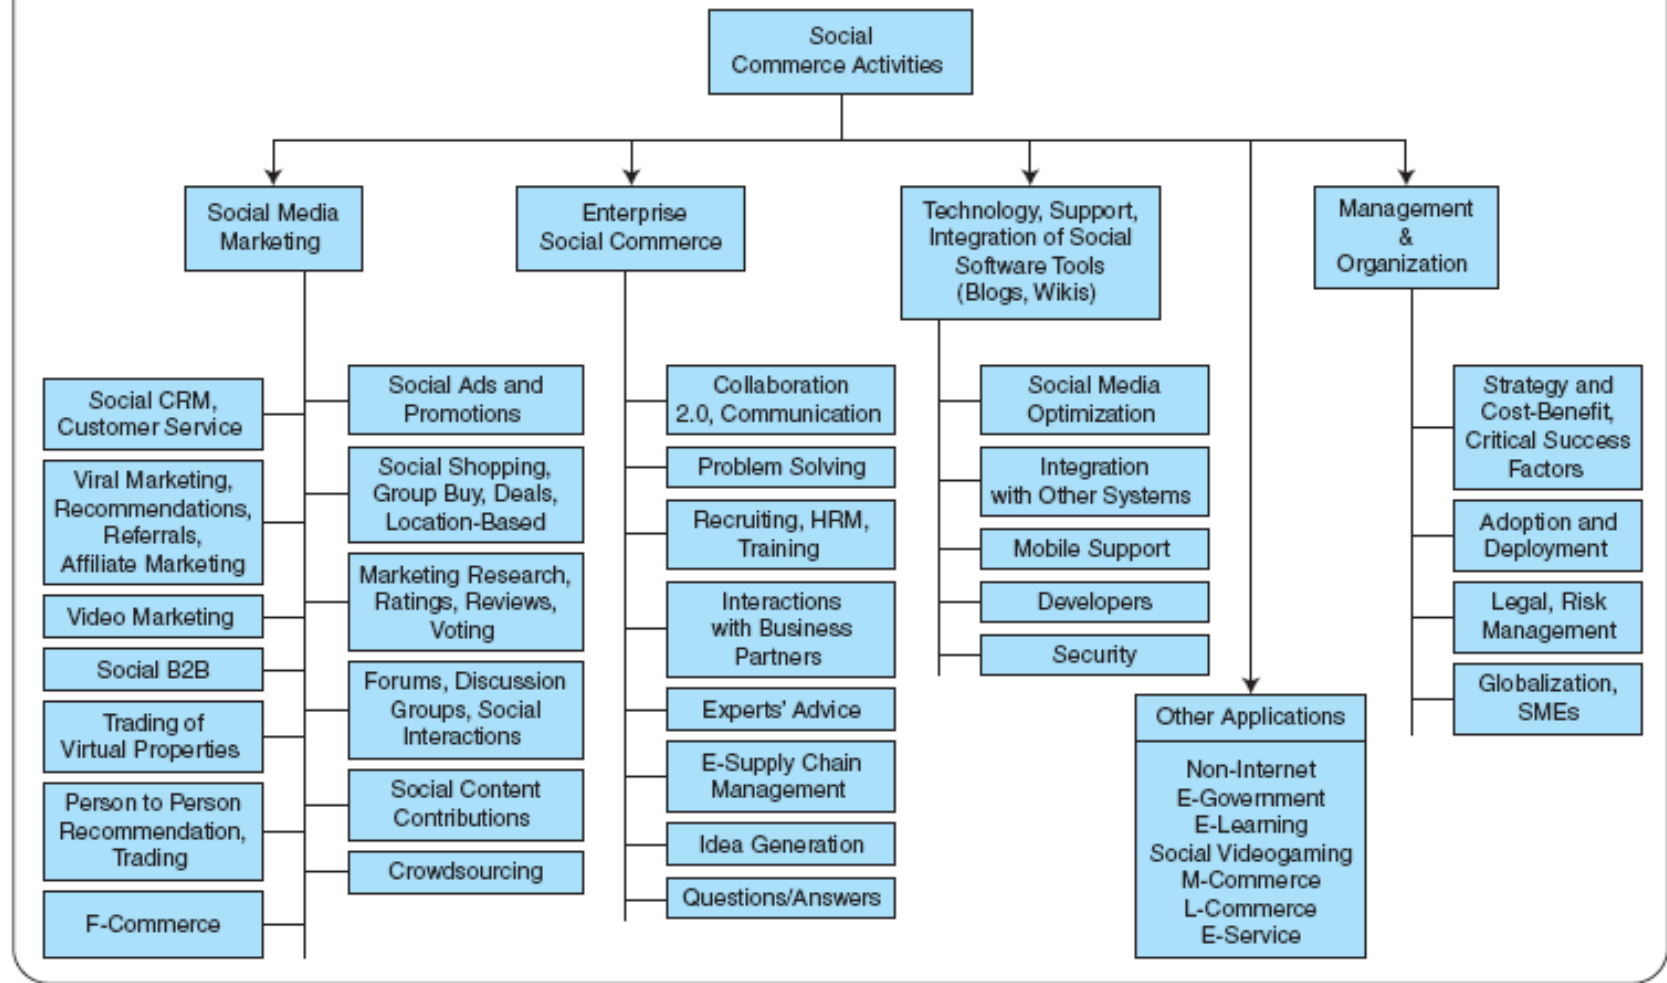 Social
Commerce Activities
Social Media
Marketing
Enterprise
Social Commerce
Technology, Support,
Integration of Social
Software Tools
(Blogs, Wikis)
Management
&
Organization
Social CRM,
Customer Service
Viral Marketing,
Recommendations,
Referrals,
Affiliate Marketing
Video Marketing
Social B2B
Trading of
Virtual Properties
Person to Person
Recommendation,
Trading
F-Commerce
Social Ads and
Promotions
Social Shopping,
Group Buy, Deals,
Location-Based
Marketing Research,
Ratings, Reviews,
Voting
Forums, Discussion
Groups, Social
Interactions
Social Content
Contributions
Crowdsourcing
Collaboration
2.0, Communication
Problem Solving
Recruiting, HRM,
Training
Interactions
with Business
Partners
Experts’ Advice
E-Supply Chain
Management
Idea Generation
Questions/Answers
Social Media
Optimization
Integration
with Other Systems
Mobile Support
Developers
Security
Other Applications
Non-Internet
E-Government
E-Learning
Social Videogaming
M-Commerce
L-Commerce
E-Service
Strategy and
Cost-Benefit,
Critical Success
Factors
Adoption and
Deployment
Legal, Risk
Management
Globalization,
SMEs